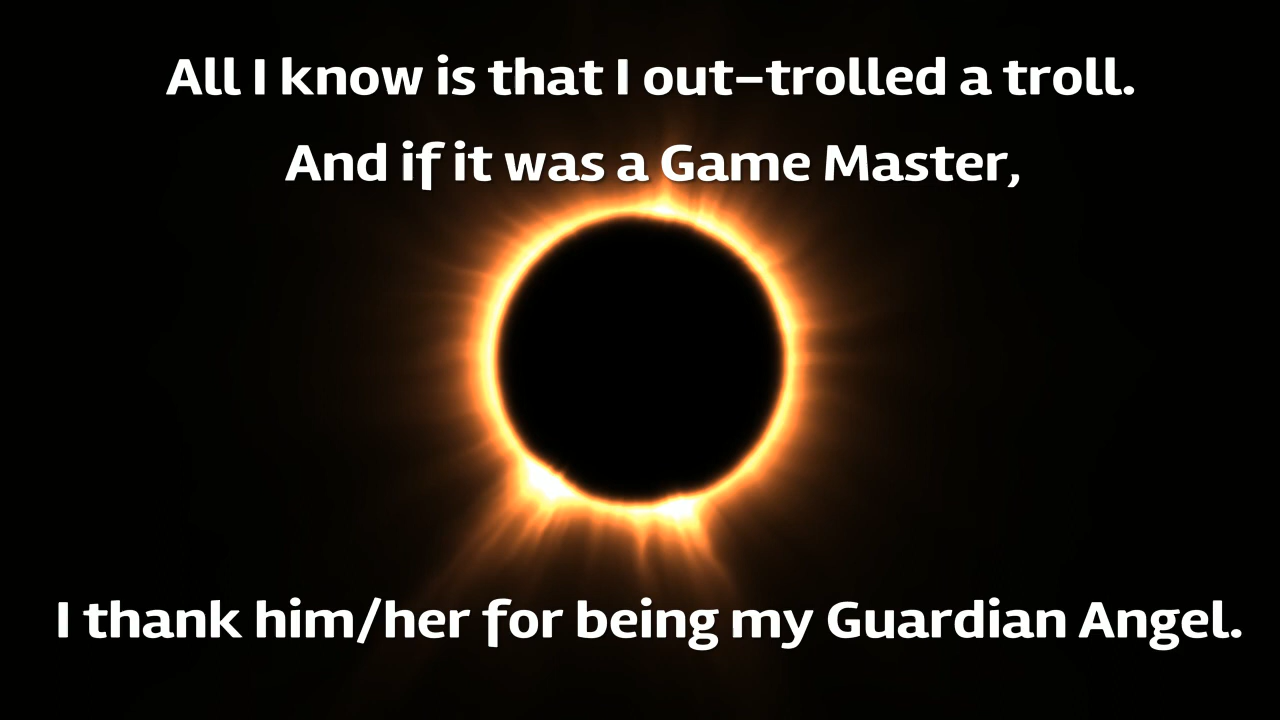 All I know is that I out–trolled a troll.
And if it was a Game Master,
I thank him/her for being my Guardian Angel.